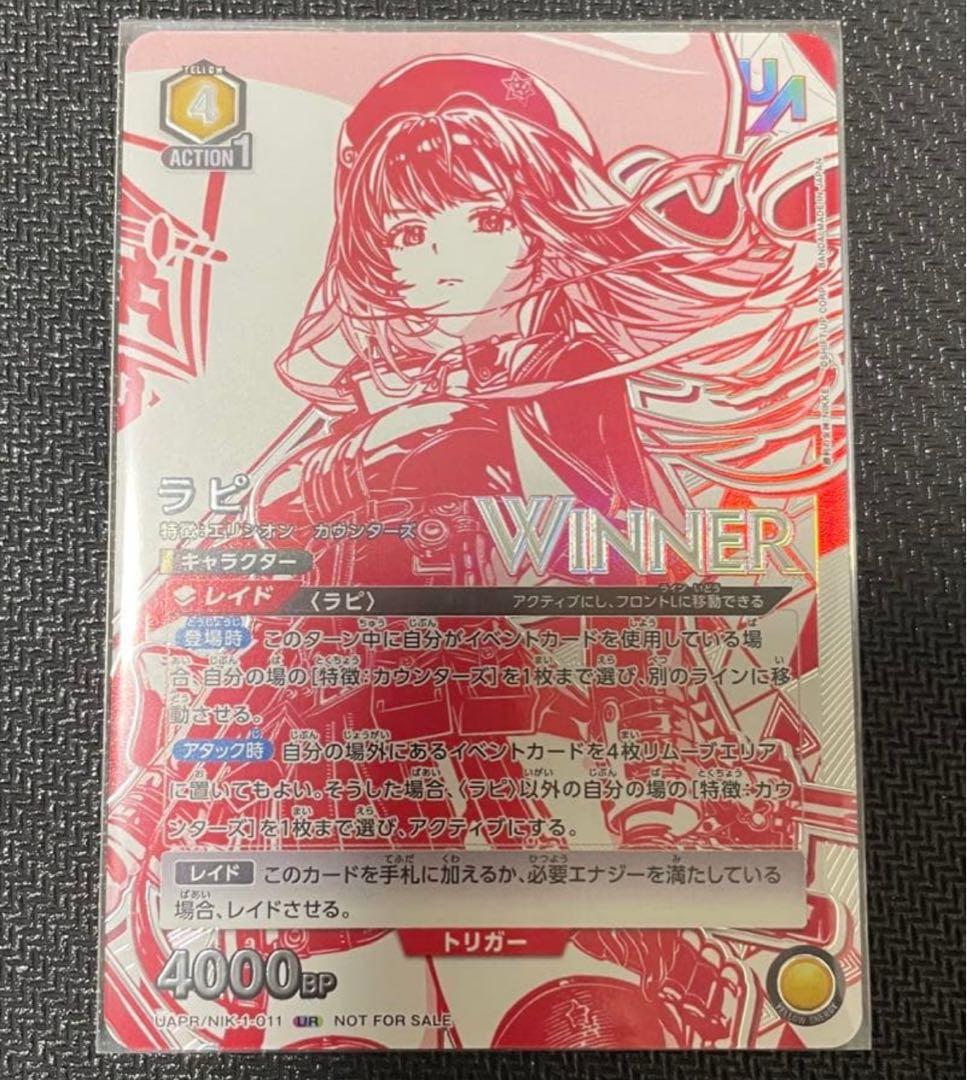 YELLOW
4
ACTION1
UA
BANDAI MADE IN JAPAN
ラピ
特徴:エリシオン カウンターズ
WINNER
キャラクター
レイド 〈ラピ〉 アクティブにし、フロントLに移動できる
登場時 このターン中に自分がイベントカードを使用している場
合、自分の場の[特徴:カウンターズ]を1枚まで選び、別のラインに移
動させる。
アタック時 自分の場外にあるイベントカードを4枚リムーブエリア
に置いてもよい。そうした場合、〈ラピ〉以外の自分の場の[特徴:カウ
ンターズ]を1枚まで選び、アクティブにする。
レイド このカードを手札に加えるか、必要エナジーを満たしている
場合、レイドさせる。
トリガー
4000BP
YELLOW ENERGY
UAPR/NIK-1-011 UR NOT FOR SALE